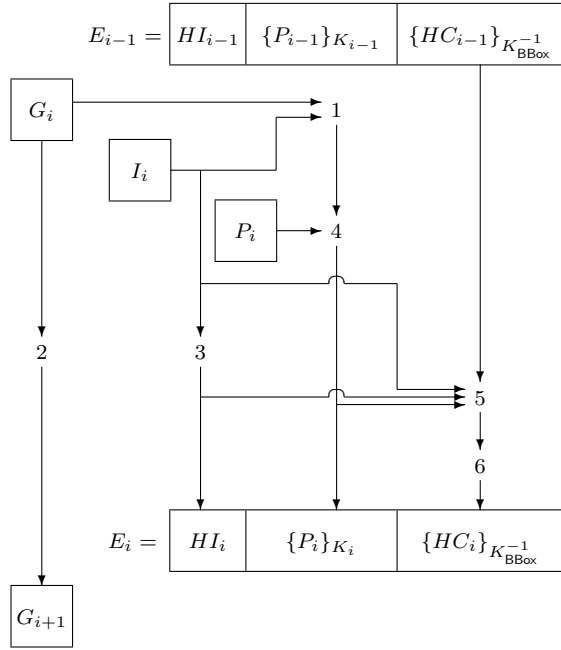 E_{i−1} = HI_{i−1} {P_{i−1}}_{K_{i−1}} {HC_{i−1}}_{K_{BBox}^{−1}}
G_i 1
I_i
P_i 4
2 3
5
6
E_i = HI_i {P_i}_{K_i} {HC_i}_{K_{BBox}^{−1}}
G_{i+1}